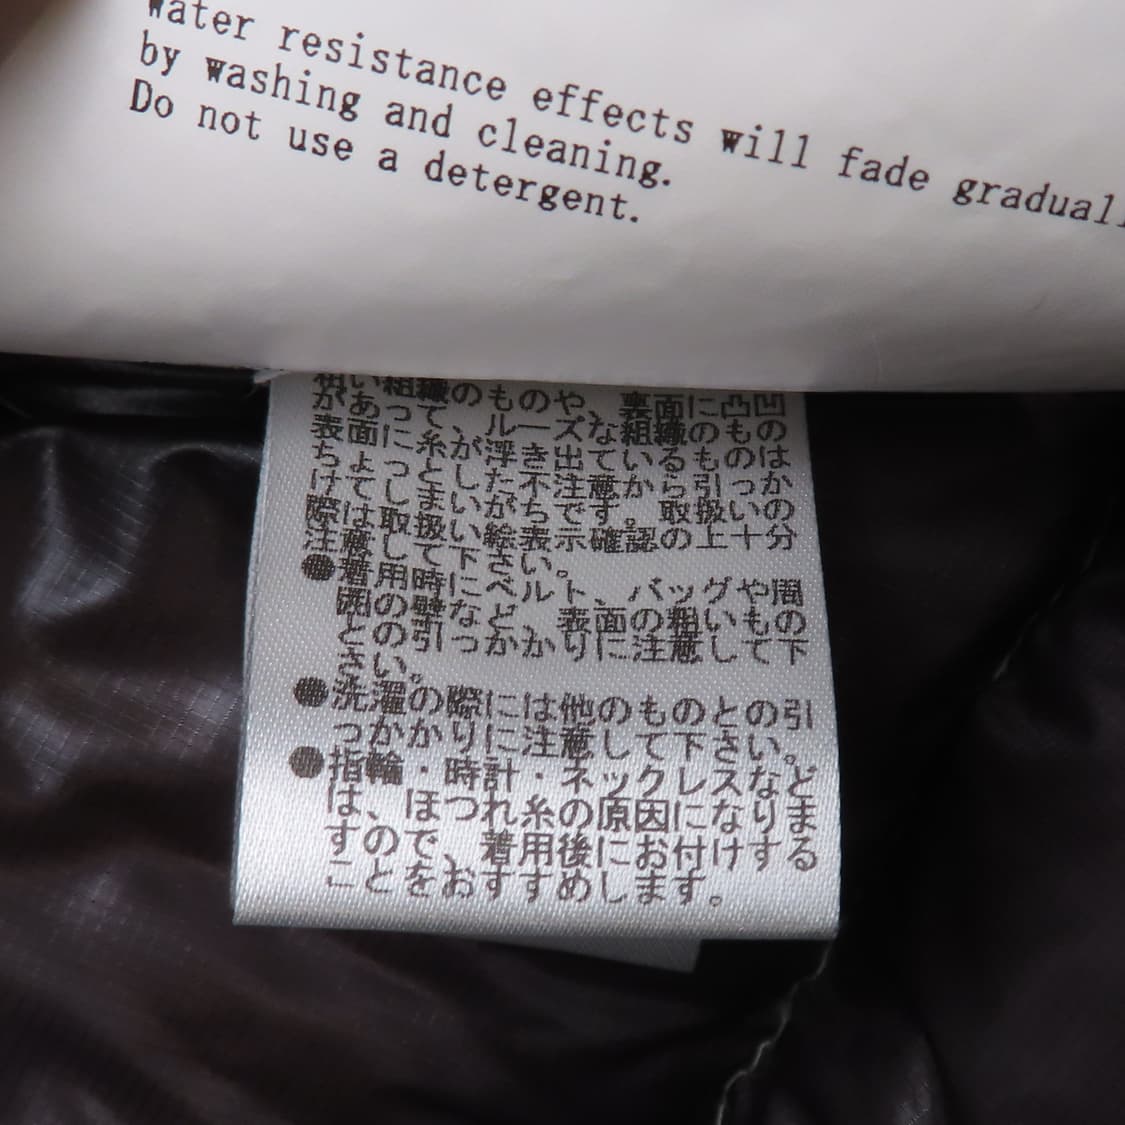 Water resistance effects will fade
by washing and cleaning.
Do not use a detergent.
粗い組織のものや 裏面に凸凹
があって、ルーズな組織のもの
表面に糸が浮き出ているものは
ちょっとした不注意から引っか
けてしまいがちです。取扱いの
際は取扱い絵表示確認の上十分
注意して下さい。
●着用時にベルト、バッグや周
囲の壁など、表面の粗いもの
との引っかかりに注意して下
さい。
●洗濯の際には他のものとの引
っかかりに注意して下さい。
●指輪・時計・ネックレスなど
は、ほつれ糸の原因になりま
すので、着用の後にお付けする
ことをおすすめします。